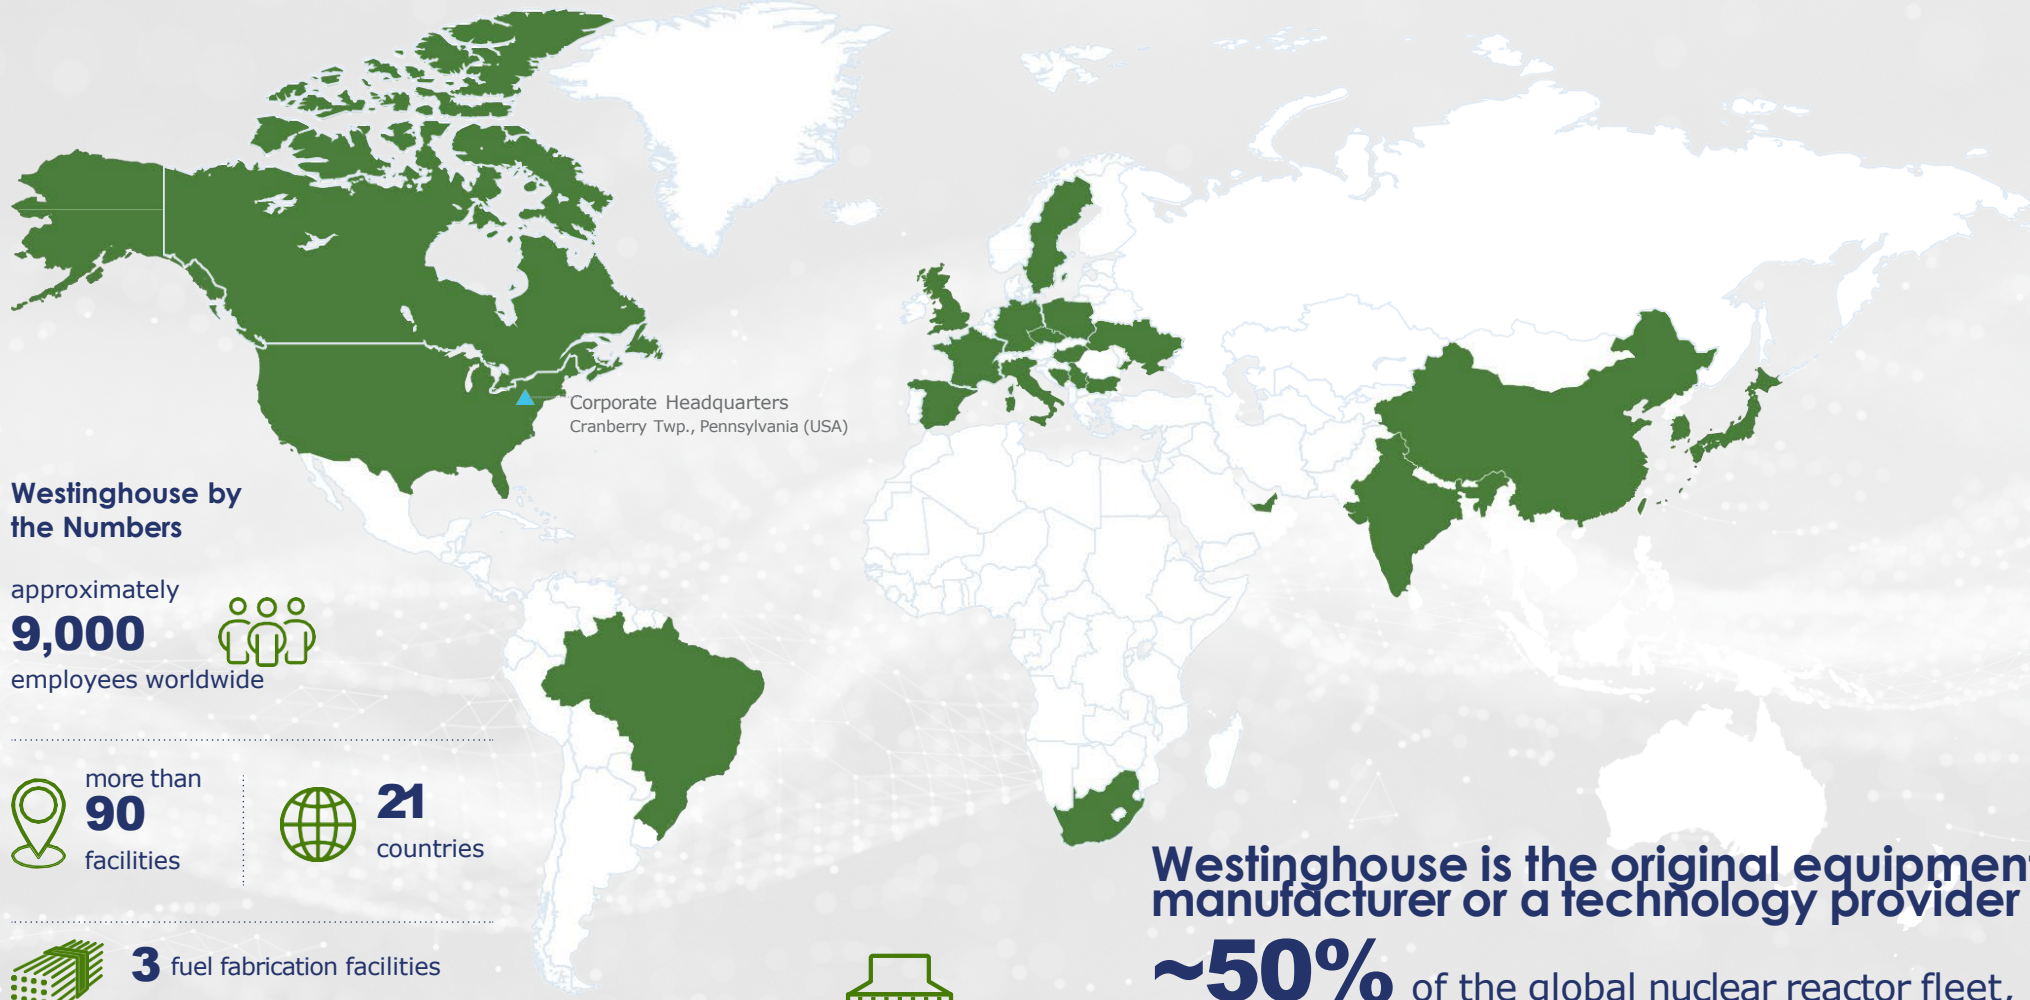 Corporate Headquarters
Cranberry Twp., Pennsylvania (USA)
Westinghouse by
the Numbers
approximately
9,000
employees worldwide
more than
90
facilities
21
countries
3 fuel fabrication facilities
Westinghouse is the original equipment
manufacturer or a technology provider
~50% of the global nuclear reactor fleet,